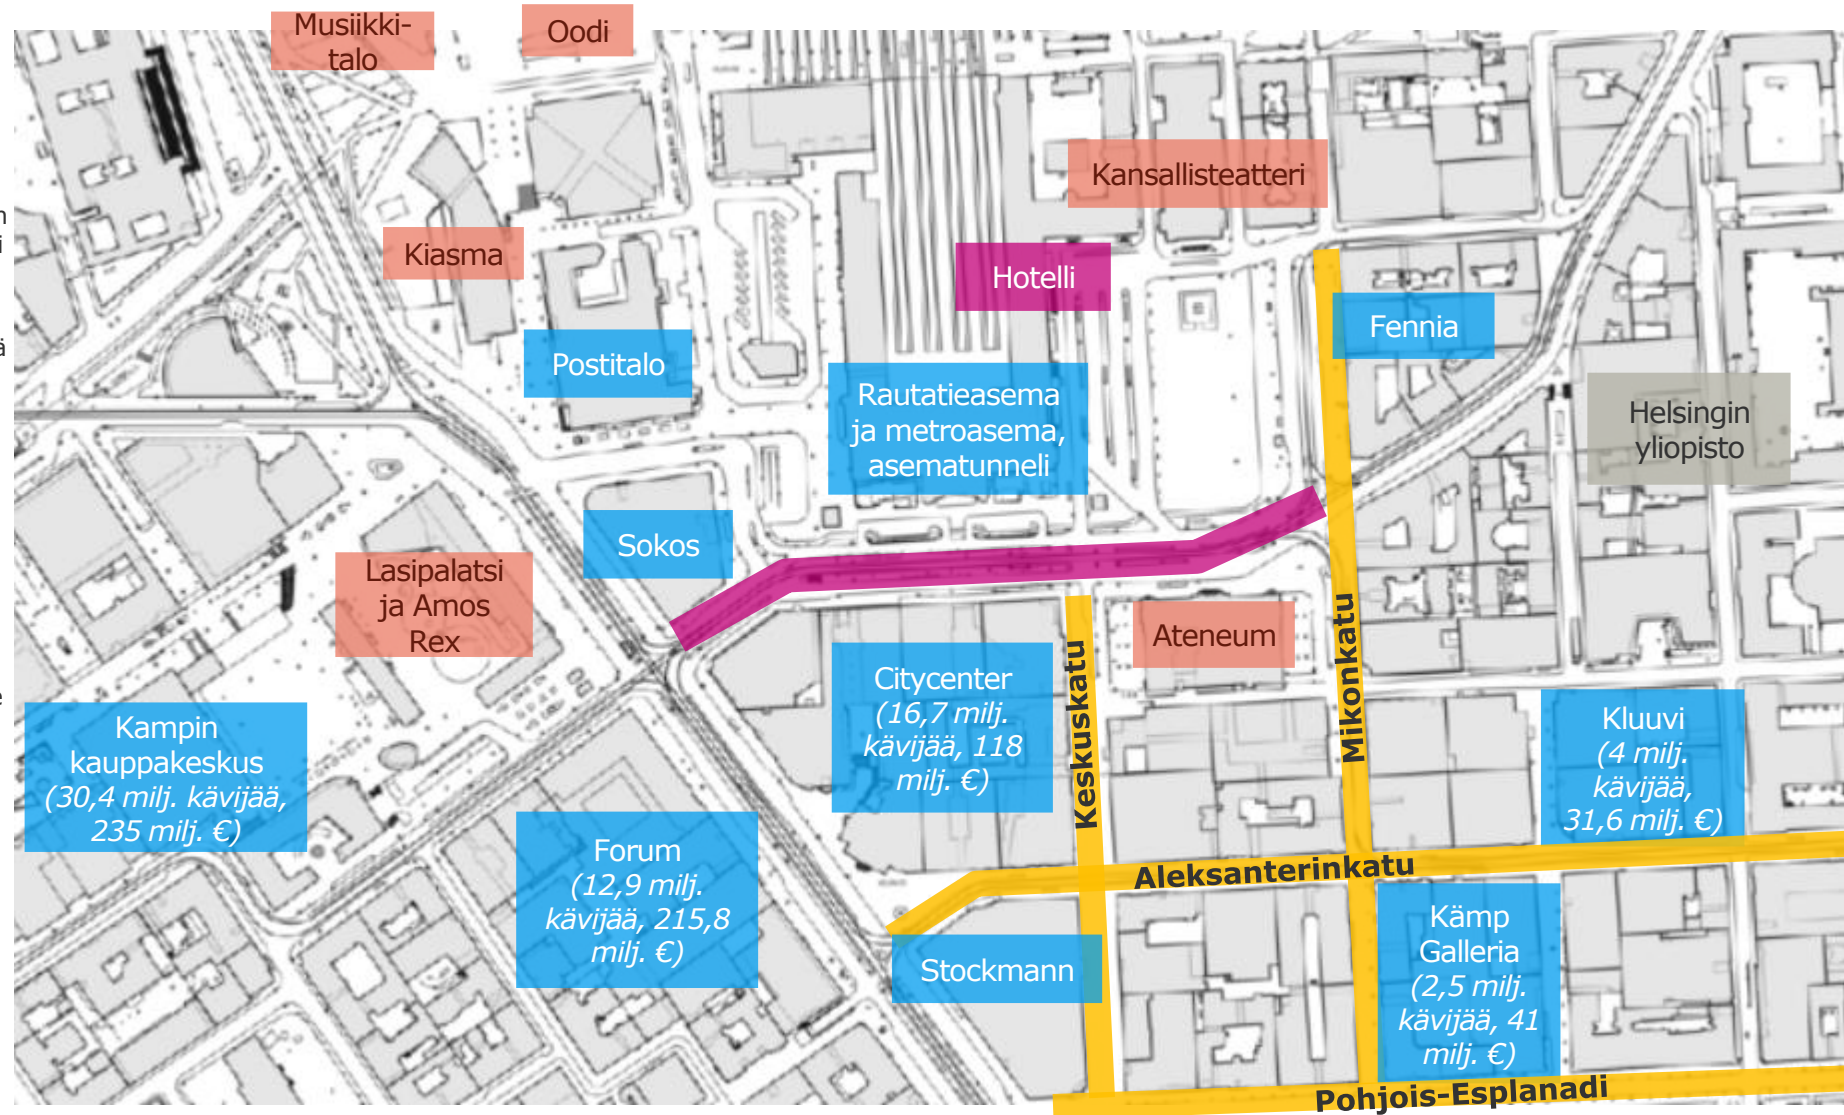 Musiikki-
talo
Oodi
Kansallisteatteri
n
i
Kiasma
Hotelli
Fennia
ä
Postitalo
Rautatieasema
ja metroasema,
asematunneli
Helsingin
yliopisto
Sokos
Lasipalatsi
ja Amos
Rex
Ateneum
Keskuskatu
Mikonkatu
e
Kampin
kauppakeskus
(30,4 milj. kävijää,
235 milj. €)
Citycenter
(16,7 milj.
kävijää, 118
milj. €)
Kluuvi
(4 milj.
kävijää,
31,6 milj. €)
Forum
(12,9 milj.
kävijää, 215,8
milj. €)
Aleksanterinkatu
Stockmann
Kämp
Galleria
(2,5 milj.
kävijää, 41
milj. €)
Pohjois-Esplanadi